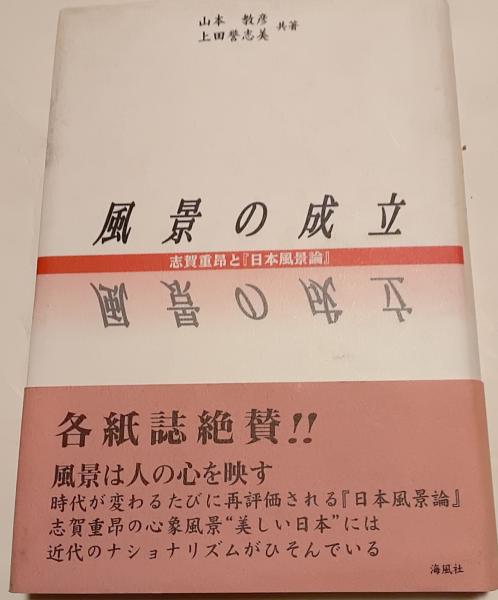 山本 教彦
上田誉志美 共著
風景の成立
志賀重昂と『日本風景論』
風景の成立
各紙誌絶賛!!
風景は人の心を映す
時代が変わるたびに再評価される『日本風景論』
志賀重昂の心象風景“美しい日本”には
近代のナショナリズムがひそんでいる
海風社